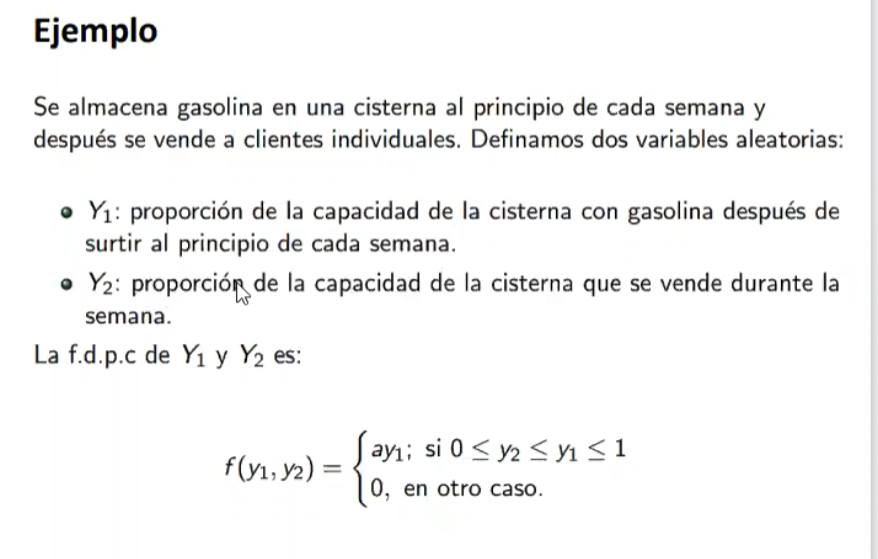 Ejemplo
Se almacena gasolina en una cisterna al principio de cada semana y
después se vende a clientes individuales. Definamos dos variables aleatorias:
• Y₁: proporción de la capacidad de la cisterna con gasolina después de
surtir al principio de cada semana.
• Y₂: proporción de la capacidad de la cisterna que se vende durante la
semana.
La f.d.p.c de Y₁ y Y₂ es:
f(y₁, y₂) = { ay₁; si 0 ≤ y₂ ≤ y₁ ≤ 1
0, en otro caso.